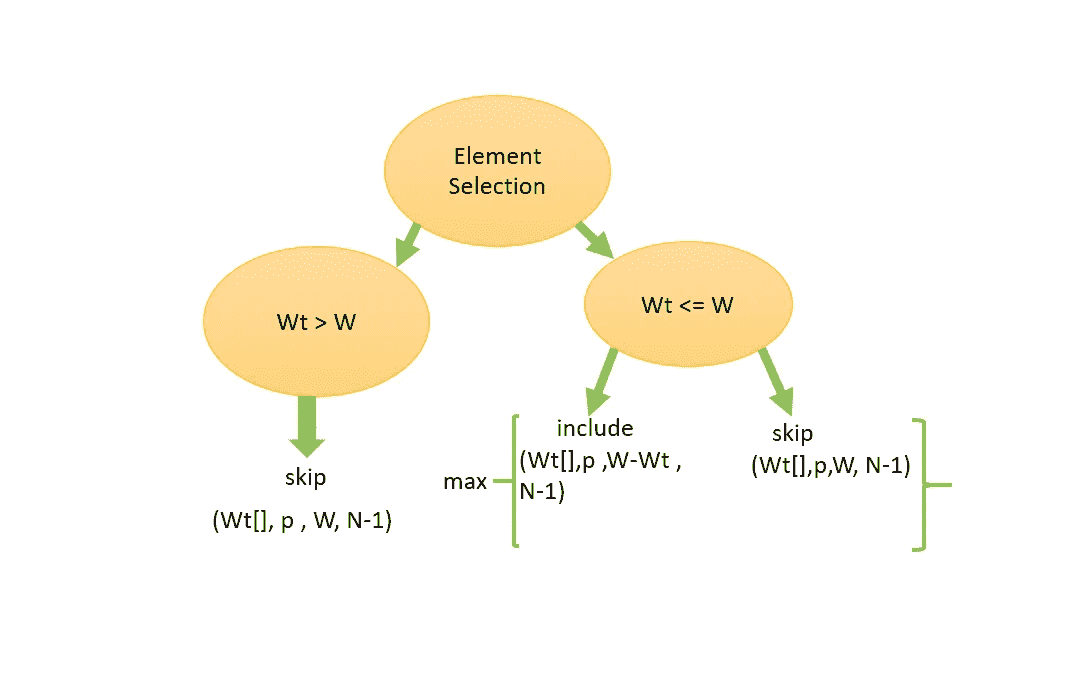 Element
Selection
Wt > W
Wt <= W
skip
(Wt[], p , W, N-1)
max
include
(Wt[],p ,W-Wt ,
N-1)
skip
(Wt[],p,W, N-1)